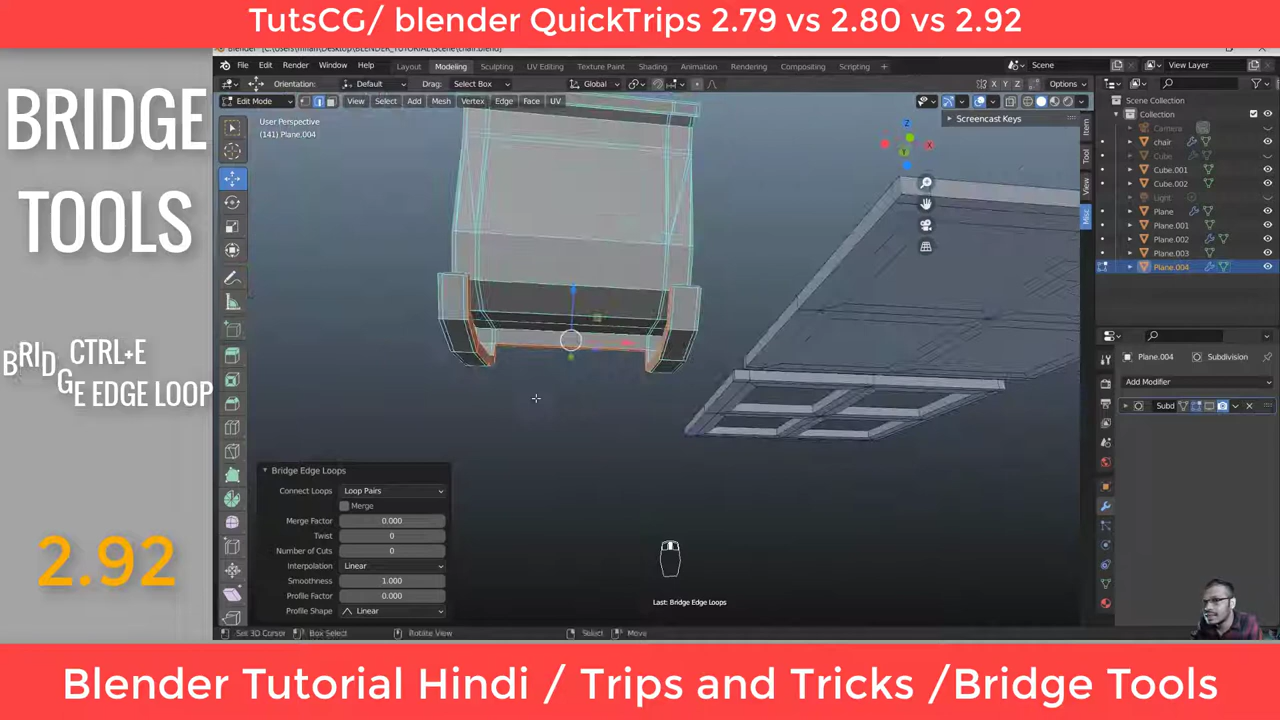 TutsCG/ blender QuickTrips 2.79 vs 2.80 vs 2.92
BRIDGE
TOOLS
BRIDGE CTRL+E
E EDGE LOOP
2.92
File Edit Render Window Help Layout Modeling Sculpting UV Editing Texture Paint Shading Animation Rendering Compositing Scripting + Scene View Layer
Orientation: Default Drag: Select Box Global X Y Z Options
Edit Mode View Select Add Mesh Vertex Edge Face UV
User Perspective
(141) Plane.004
Screencast Keys
Item
Tool
View
Misc
Scene Collection
Collection
Camera
chair
Cube
Cube.001
Cube.002
Light
Plane
Plane.001
Plane.002
Plane.003
Plane.004
Plane.004 Subdivision
Add Modifier
Subd
Bridge Edge Loops
Connect Loops Loop Pairs
Merge
Merge Factor 0.000
Twist 0
Number of Cuts 0
Interpolation Linear
Smoothness 1.000
Profile Factor 0.000
Profile Shape Linear
Last: Bridge Edge Loops
Set 3D Cursor Box Select Rotate View Select Move
Blender Tutorial Hindi / Trips and Tricks /Bridge Tools